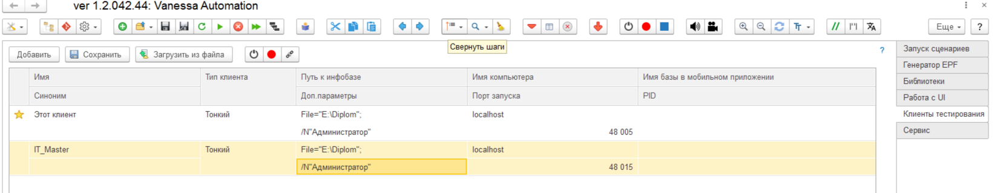 ver 1.2.042.44: Vanessa Automation
Еще ?
Свернуть шаги
Добавить Сохранить Загрузить из файла ?
Имя Тип клиента Путь к инфобазе Имя компьютера Имя базы в мобильном приложении
Синоним Доп.параметры Порт запуска PID
Этот клиент Тонкий File="E:\Diplom"; localhost
/N"Администратор" 48 005
IT_Master Тонкий File="E:\Diplom"; localhost
/N"Администратор" 48 015
Запуск сценариев
Генератор EPF
Библиотеки
Работа с UI
Клиенты тестирования
Сервис